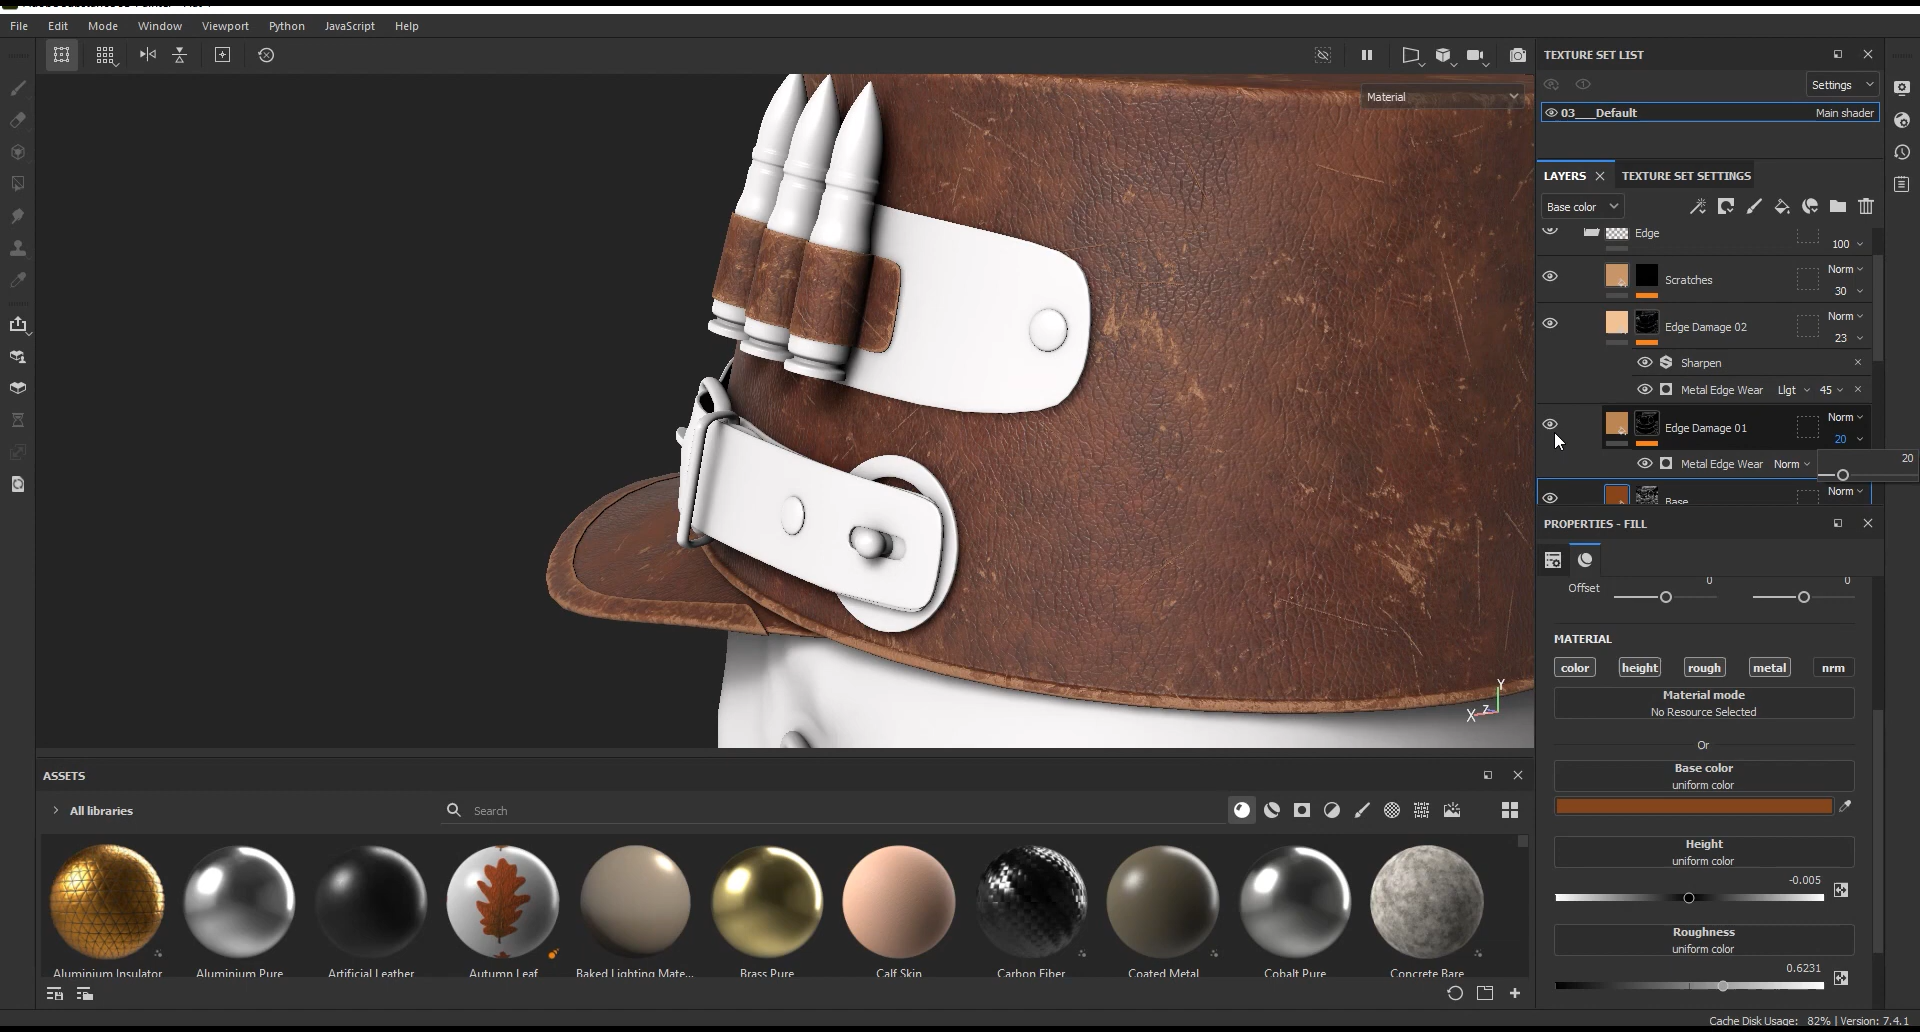 File Edit Mode Window Viewport Python JavaScript Help
TEXTURE SET LIST
Settings
03___Default Main shader
Material
LAYERS TEXTURE SET SETTINGS
Base color
Edge
100
Scratches Norm
30
Edge Damage 02 Norm
23
Sharpen
Metal Edge Wear Llgt 45
Edge Damage 01 Norm
20
Metal Edge Wear Norm
20
Base Norm
PROPERTIES - FILL
Offset 0 0
MATERIAL
color height rough metal nrm
Material mode
No Resource Selected
Or
Base color
uniform color
Height
uniform color
-0.005
Roughness
uniform color
0.6231
Y
X Z
ASSETS
All libraries
Search
Aluminium Insulator Aluminium Pure Artificial Leather Autumn Leaf Baked Lighting Mate... Brass Pure Calf Skin Carbon Fiber Coated Metal Cobalt Pure Concrete Bare
Cache Disk Usage: 82% | Version: 7.4.1